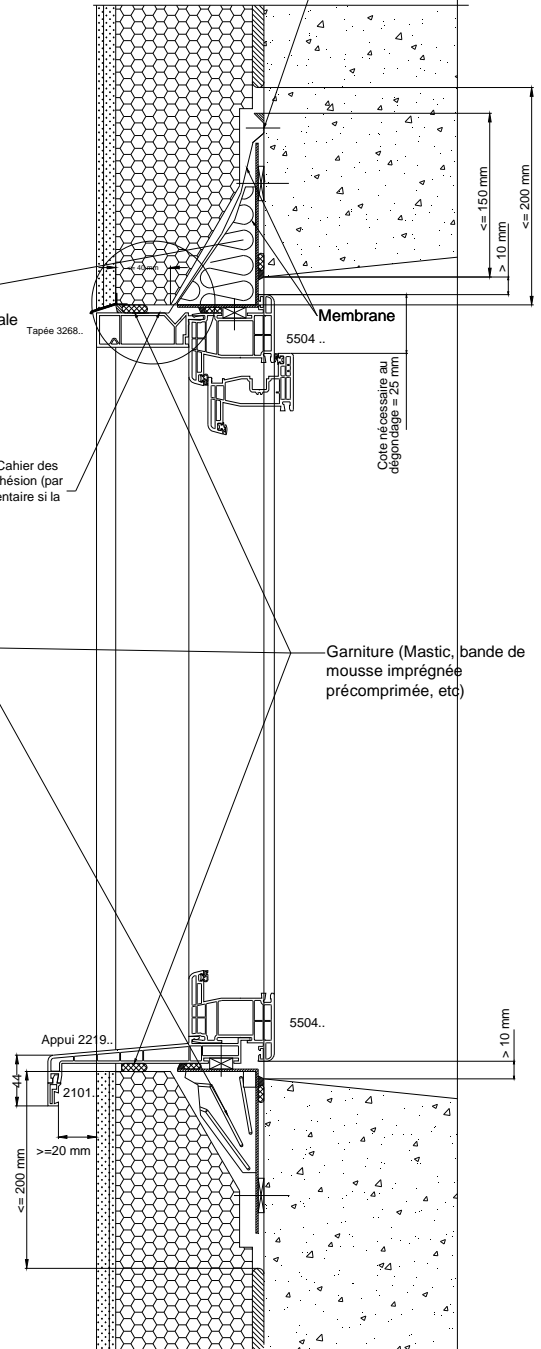 <= 150 mm
<= 200 mm
> 10 mm
<= 40 mm
ale
Tapée 3268..
Membrane
5504 ..
Cote nécessaire au
dégondage = 25 mm
Cahier des
hésion (par
entaire si la
Garniture (Mastic, bande de
mousse imprégnée
précomprimée, etc)
5504..
> 10 mm
Appui 2219..
44
2101..
>=20 mm
<= 200 mm